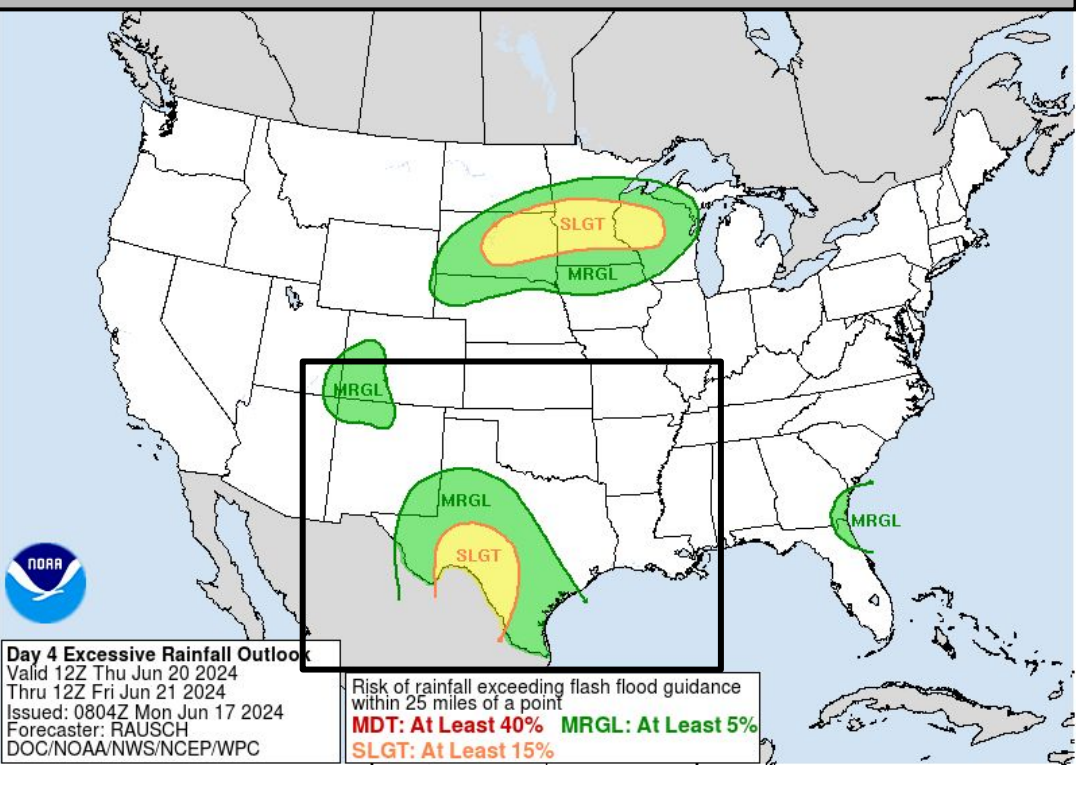 SLGT
MRGL
MRGL
MRGL
SLGT
MRGL
NOAA
Day 4 Excessive Rainfall Outlook
Valid 12Z Thu Jun 20 2024
Thru 12Z Fri Jun 21 2024
Issued: 0804Z Mon Jun 17 2024
Forecaster: RAUSCH
DOC/NOAA/NWS/NCEP/WPC
Risk of rainfall exceeding flash flood guidance
within 25 miles of a point
MDT: At Least 40% MRGL: At Least 5%
SLGT: At Least 15%